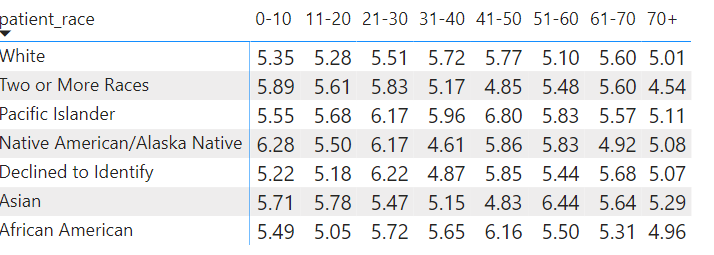 patient_race 0-10 11-20 21-30 31-40 41-50 51-60 61-70 70+
White 5.35 5.28 5.51 5.72 5.77 5.10 5.60 5.01
Two or More Races 5.89 5.61 5.83 5.17 4.85 5.48 5.60 4.54
Pacific Islander 5.55 5.68 6.17 5.96 6.80 5.83 5.57 5.11
Native American/Alaska Native 6.28 5.50 6.17 4.61 5.86 5.83 4.92 5.08
Declined to Identify 5.22 5.18 6.22 4.87 5.85 5.44 5.68 5.07
Asian 5.71 5.78 5.47 5.15 4.83 6.44 5.64 5.29
African American 5.49 5.05 5.72 5.65 6.16 5.50 5.31 4.96